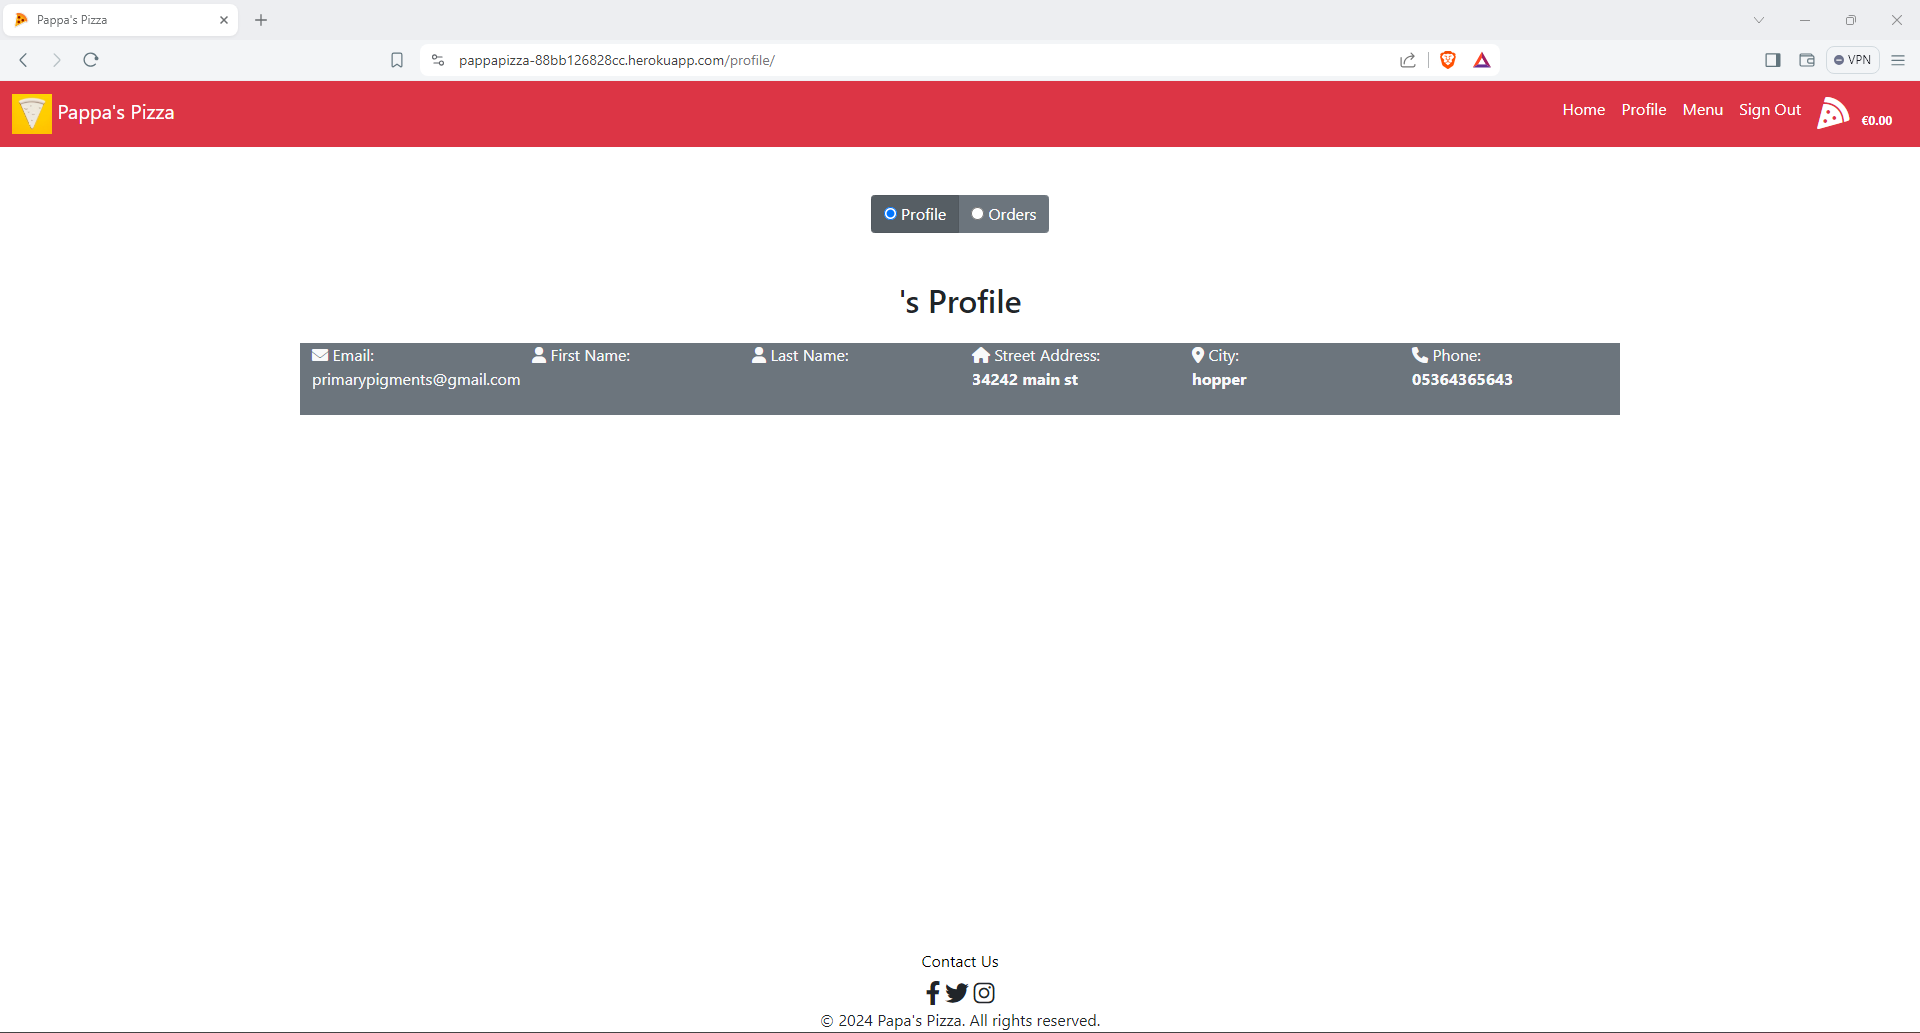 Pappa's Pizza
pappapizza-88bb126828cc.herokuapp.com/profile/
VPN
Pappa's Pizza
Home Profile Menu Sign Out €0.00
Profile Orders
's Profile
Email: First Name: Last Name: Street Address: City: Phone:
primarypigments@gmail.com 34242 main st hopper 05364365643
Contact Us
© 2024 Papa's Pizza. All rights reserved.